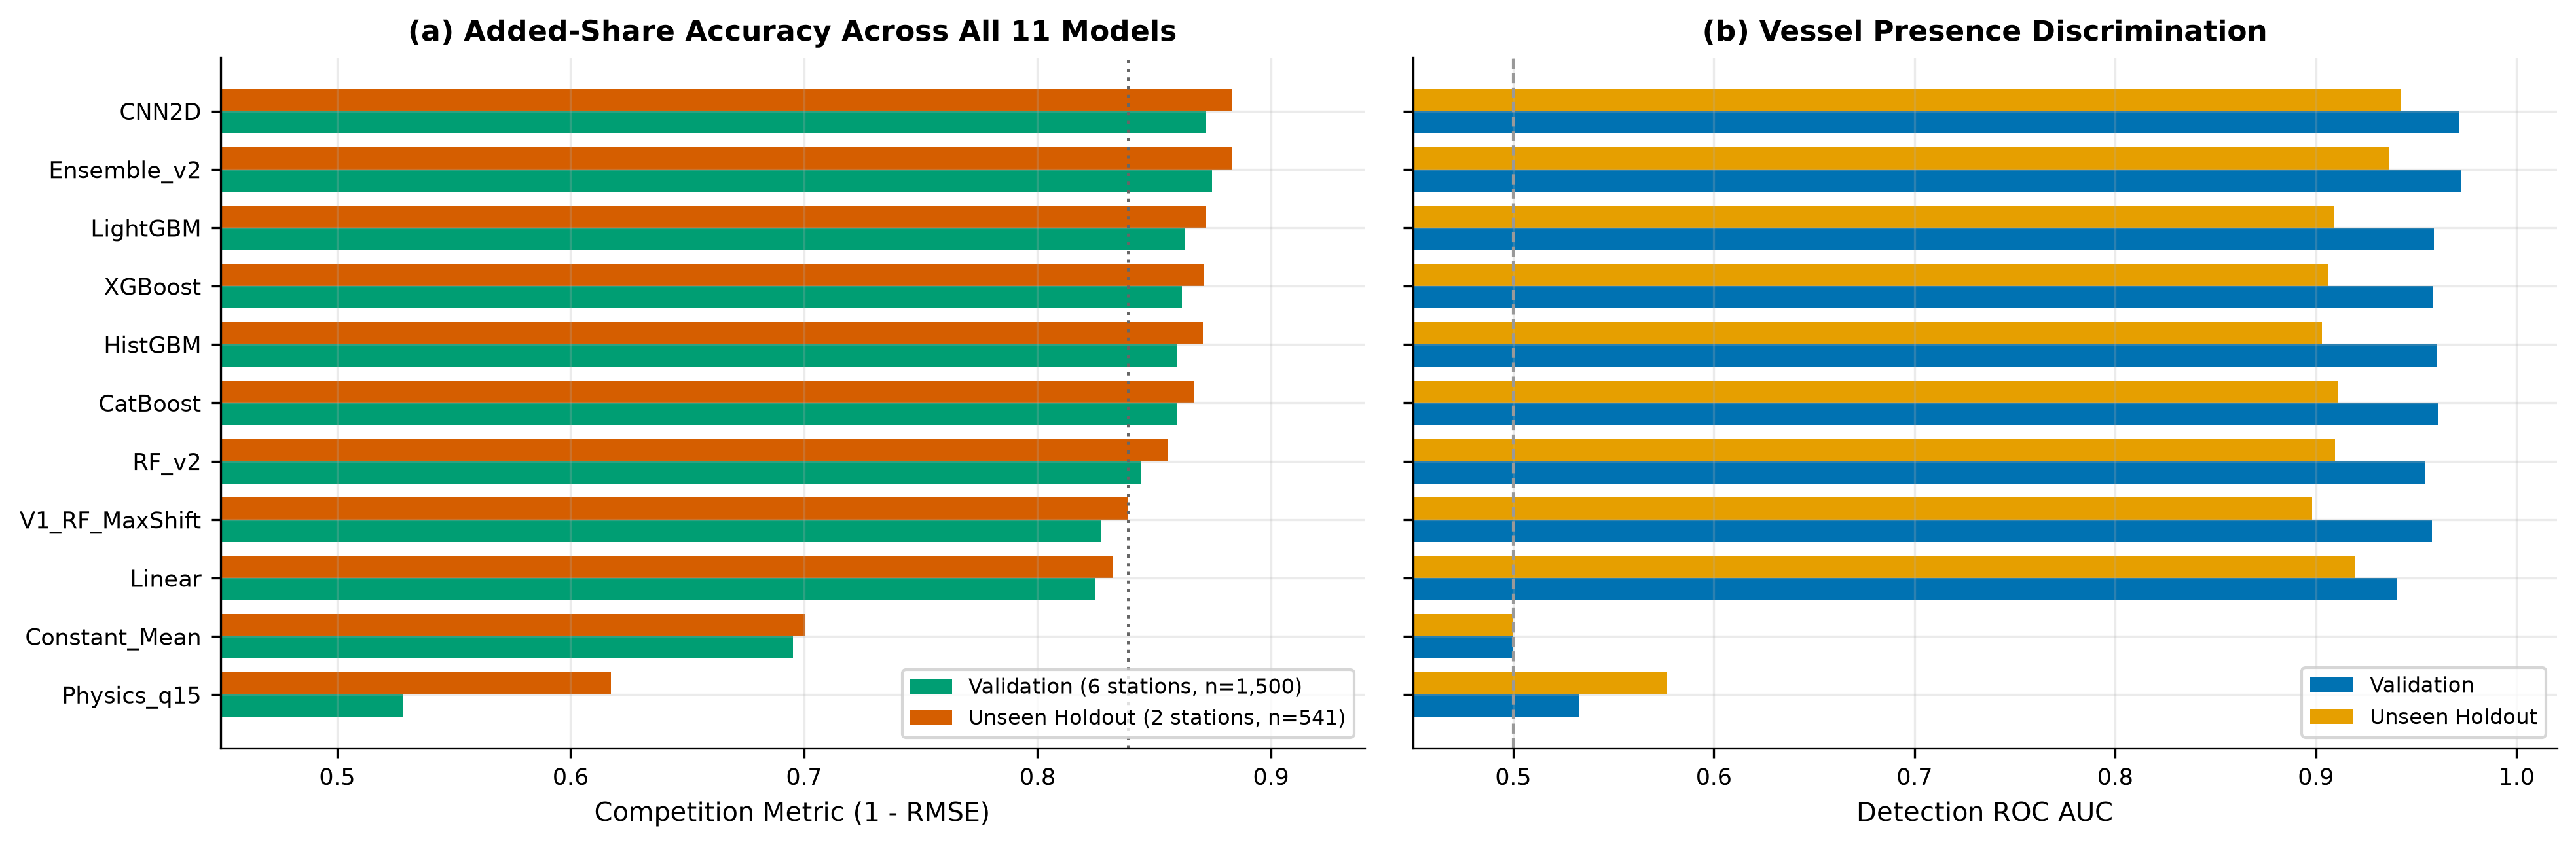 (a) Added-Share Accuracy Across All 11 Models
CNN2D
Ensemble_v2
LightGBM
XGBoost
HistGBM
CatBoost
RF_v2
V1_RF_MaxShift
Linear
Constant_Mean
Physics_q15
Validation (6 stations, n=1,500)
Unseen Holdout (2 stations, n=541)
0.5 0.6 0.7 0.8 0.9
Competition Metric (1 - RMSE)
(b) Vessel Presence Discrimination
Validation
Unseen Holdout
0.5 0.6 0.7 0.8 0.9 1.0
Detection ROC AUC